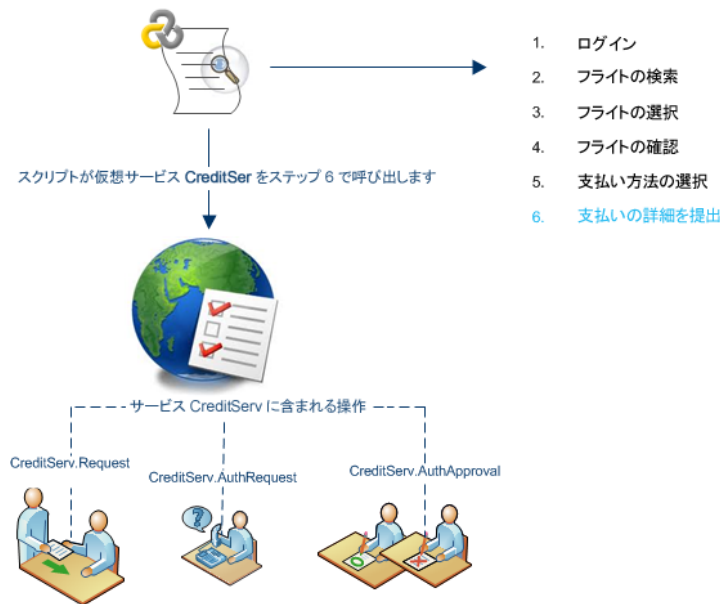 1. ログイン
2. フライトの検索
3. フライトの選択
4. フライトの確認
5. 支払い方法の選択
6. 支払いの詳細を提出
スクリプトが仮想サービス CreditSer をステップ 6 で呼び出します
サービス CreditServ に含まれる操作
CreditServ.Request
CreditServ.AuthRequest
CreditServ.AuthApproval